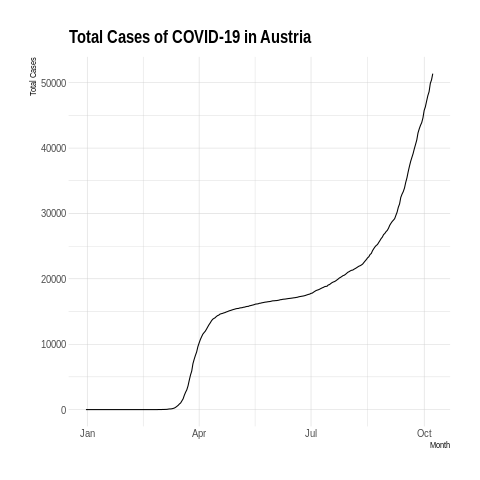 Total Cases of COVID-19 in Austria
Total Cases
50000
40000
30000
20000
10000
0
Jan Apr Jul Oct
Month